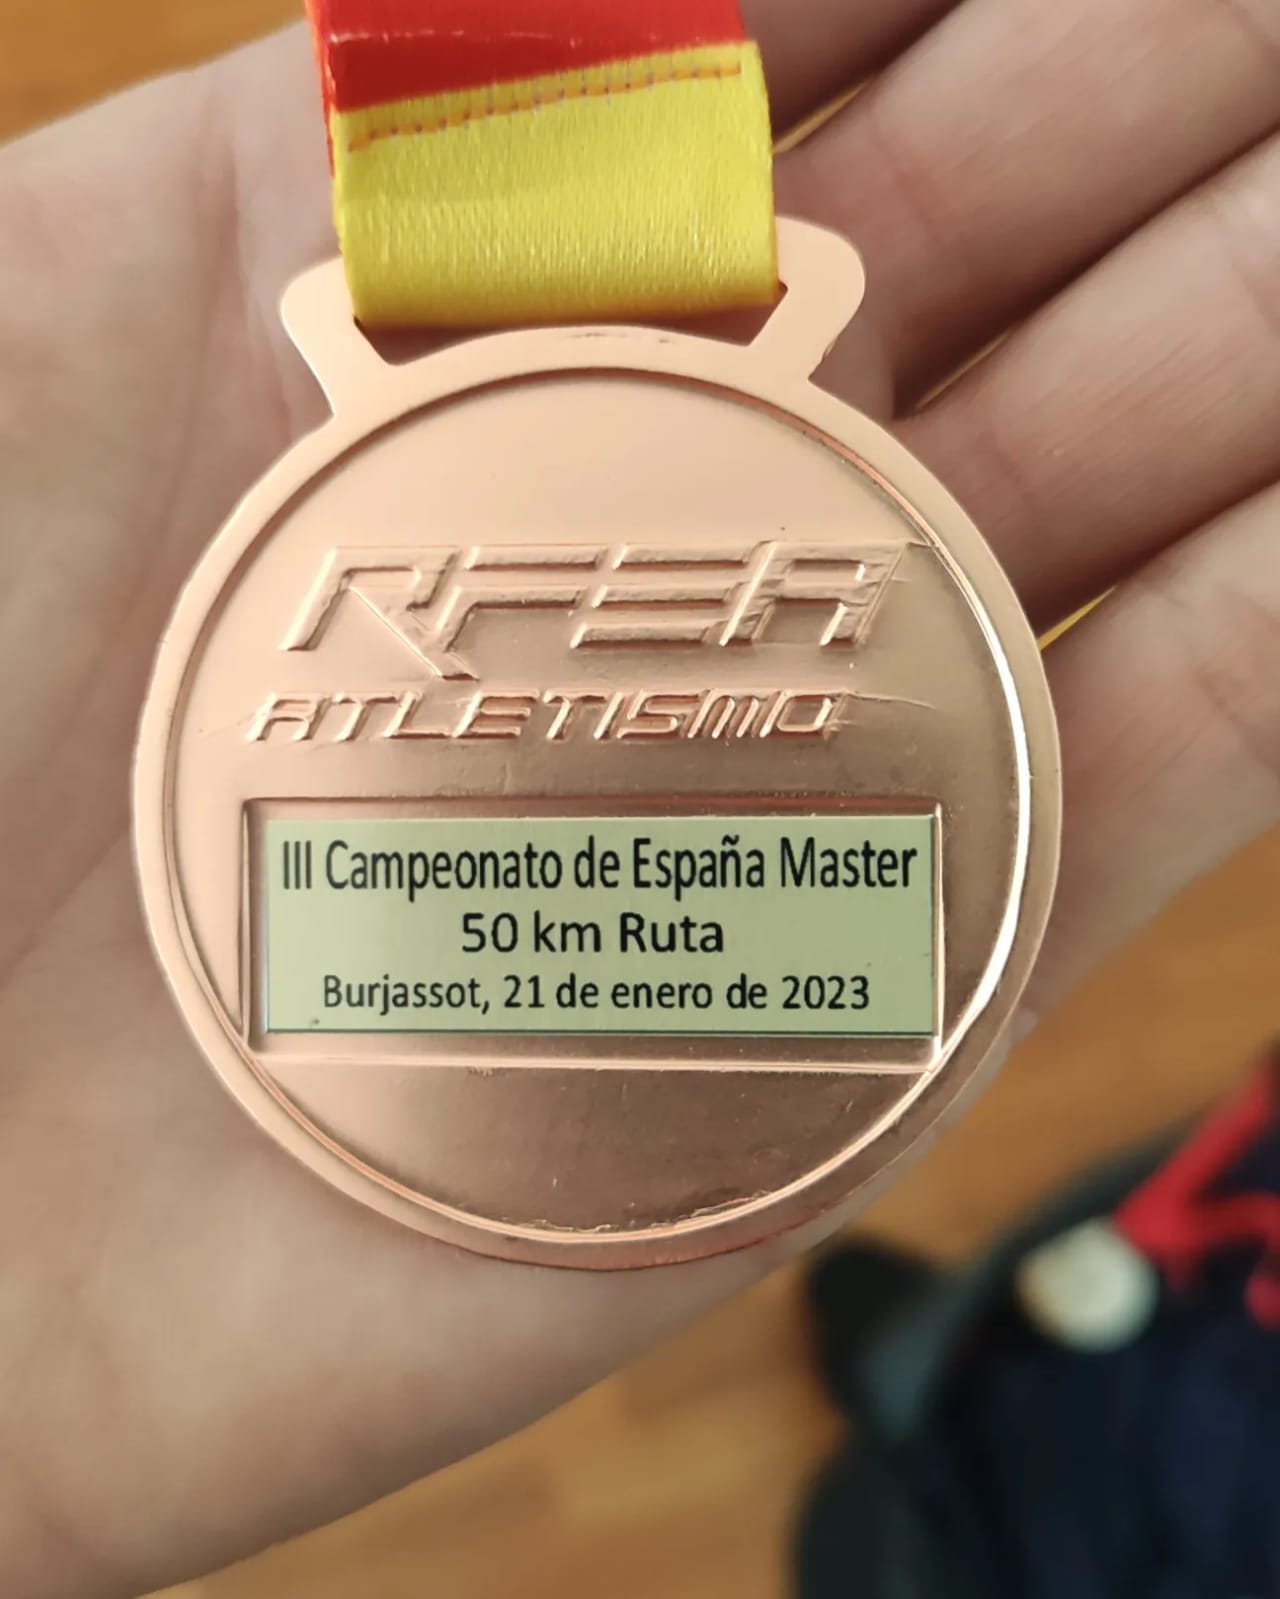 RFEA
ATLETISMO
III Campeonato de España Master
50 km Ruta
Burjassot, 21 de enero de 2023